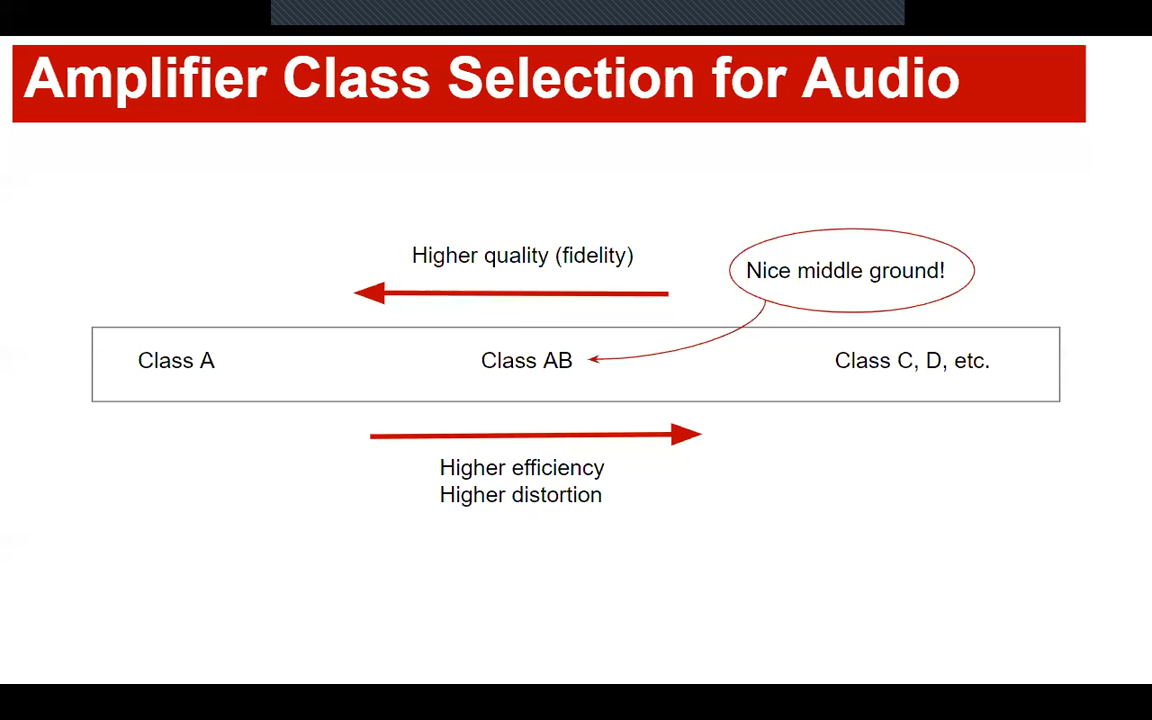 Amplifier Class Selection for Audio
Higher quality (fidelity)
Nice middle ground!
Class A
Class AB
Class C, D, etc.
Higher efficiency
Higher distortion